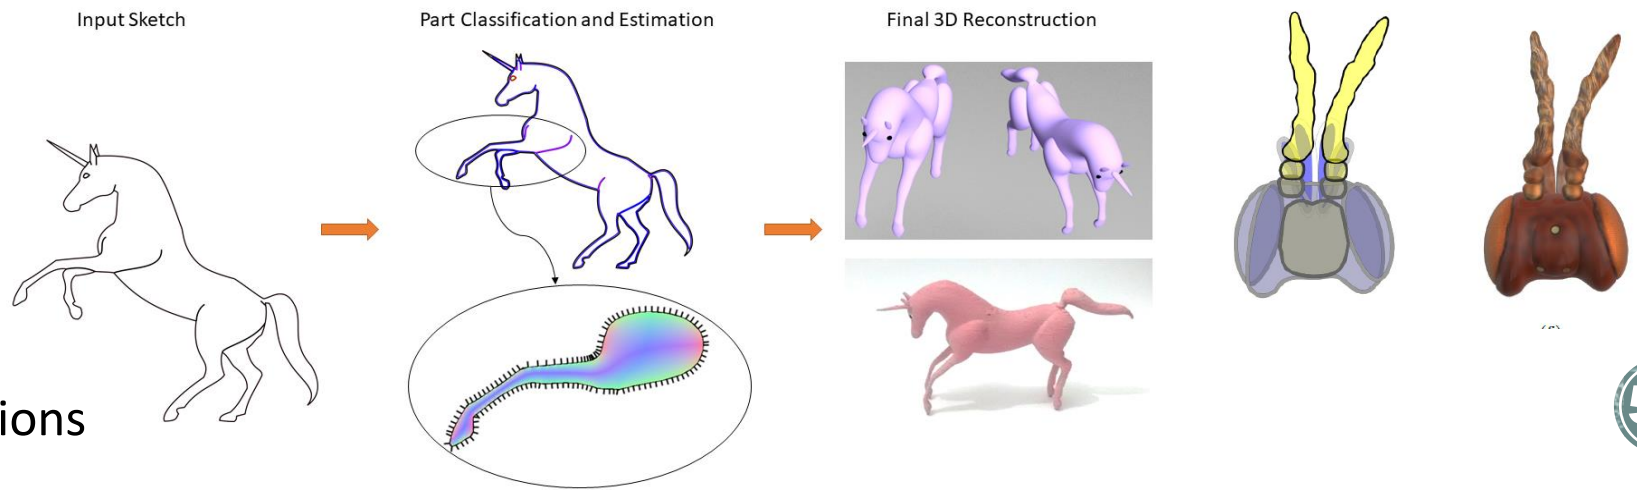 Input Sketch
Part Classification and Estimation
Final 3D Reconstruction
ions